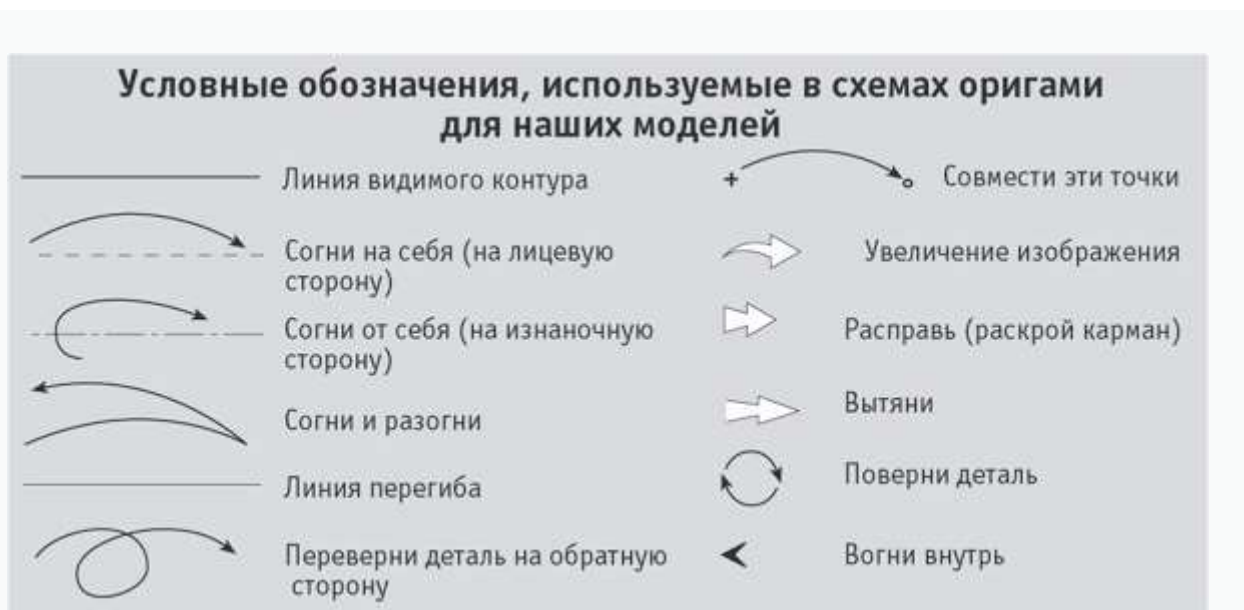 Условные обозначения, используемые в схемах оригами
для наших моделей
Линия видимого контура
Согни на себя (на лицевую
сторону)
Согни от себя (на изнаночную
сторону)
Согни и разогни
Линия перегиба
Переверни деталь на обратную
сторону
Совмести эти точки
Увеличение изображения
Расправь (раскрой карман)
Вытяни
Поверни деталь
Вогни внутрь